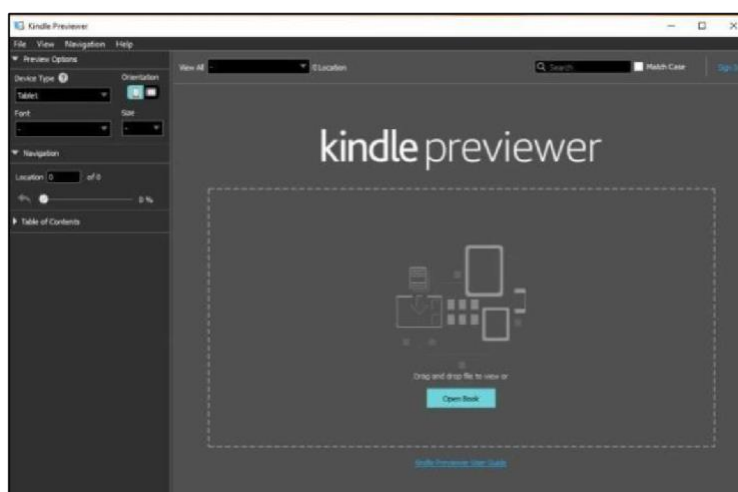 Kindle Previewer
File View Navigation Help
Preview Options
Device Type ?
Orientation
Tablet
Font
Size
-
-
Navigation
Location 0 of 0
0 %
Table of Contents
View All - 0 Location
Search
Match Case
Sign
kindle previewer
Drag and drop file to view or
Open Book
Kindle Previewer User Guide